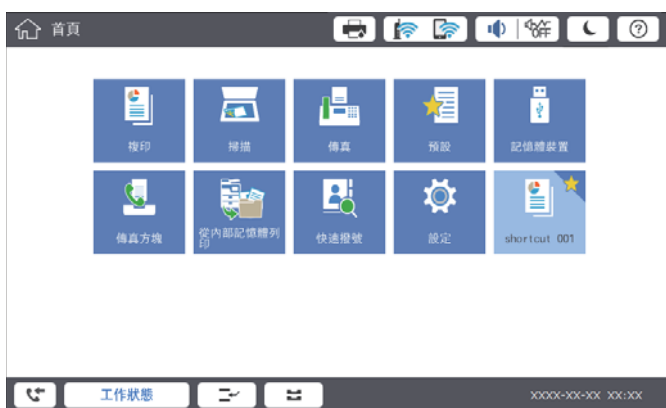 首頁
OFF
複印
掃描
傳真
預設
記憶體裝置
傳真方塊
從內部記憶體列
印
快速撥號
設定
shortcut 001
工作狀態
XXXX-XX-XX XX:XX